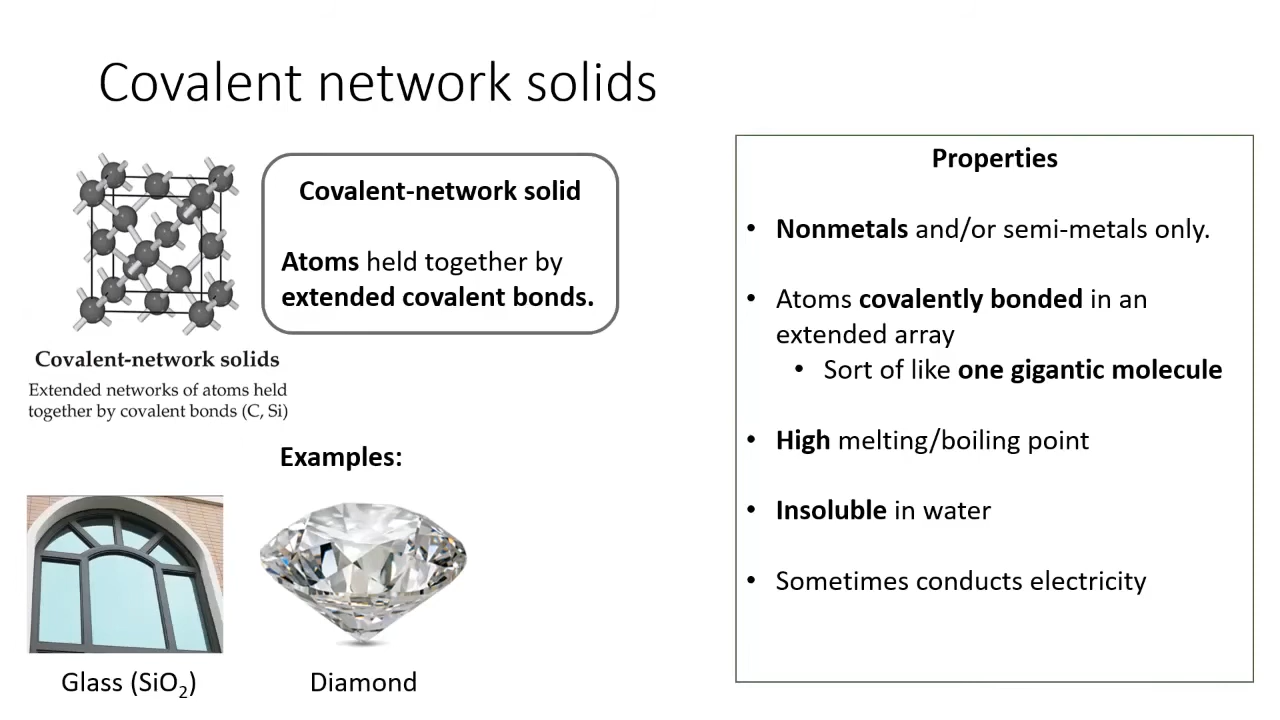 Covalent network solids
Covalent-network solid
Atoms held together by
extended covalent bonds.
Covalent-network solids
Extended networks of atoms held
together by covalent bonds (C, Si)
Examples:
Glass (SiO₂)
Diamond
Properties
• Nonmetals and/or semi-metals only.
• Atoms covalently bonded in an
extended array
• Sort of like one gigantic molecule
• High melting/boiling point
• Insoluble in water
• Sometimes conducts electricity